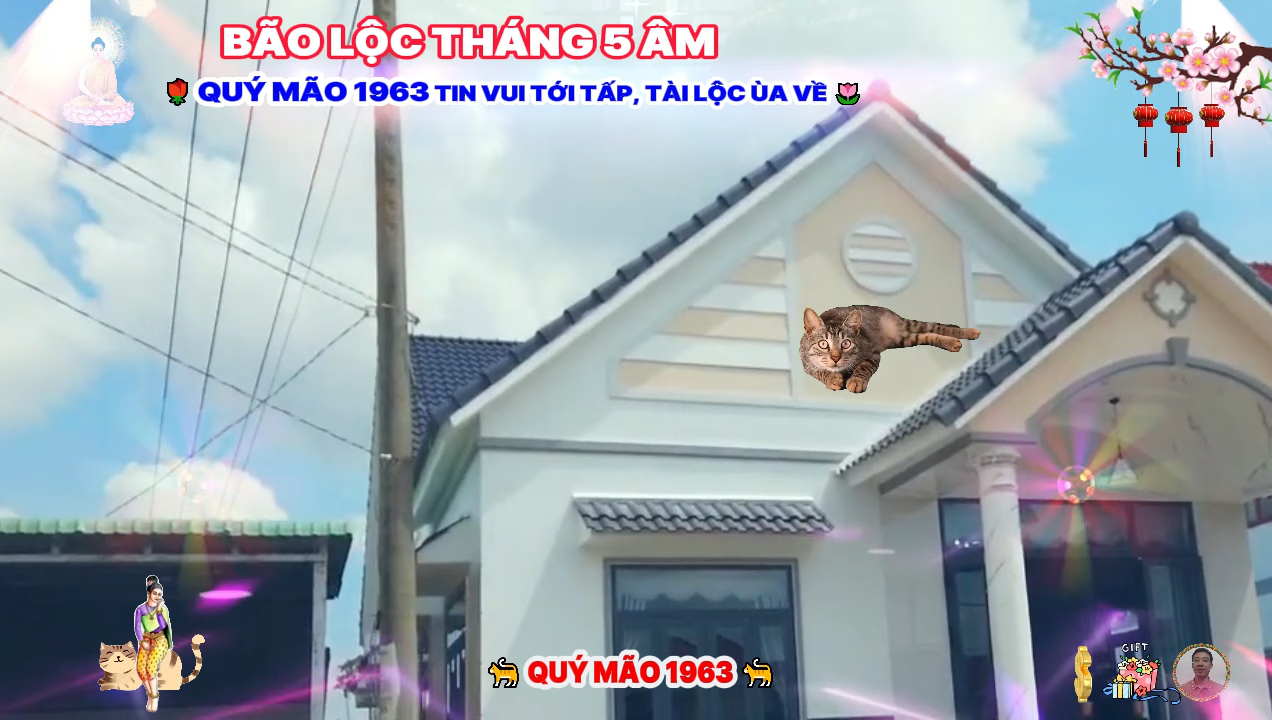 BÃO LỘC THÁNG 5 ÂM
QUÝ MÃO 1963 TIN VUI TỚI TẤP, TÀI LỘC ÙA VỀ
QUÝ MÃO 1963
GIFT